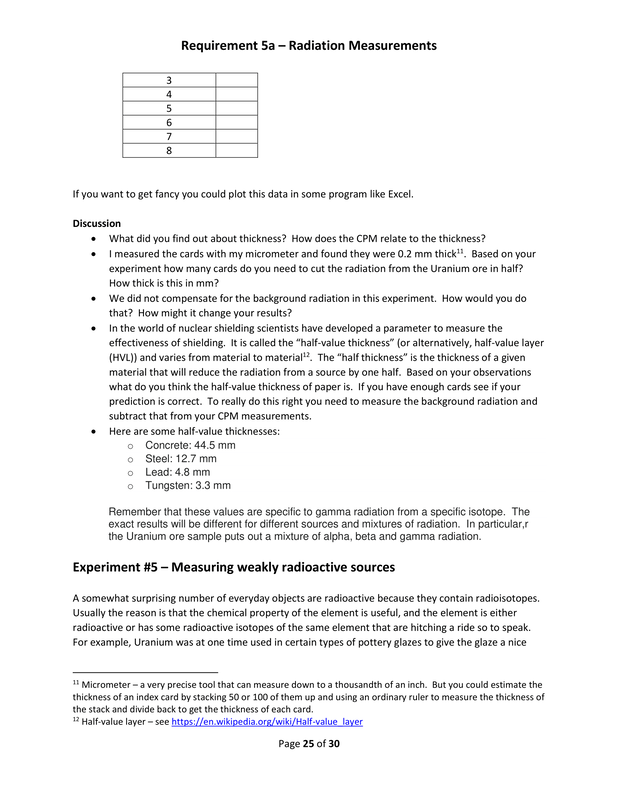 Requirement 5a – Radiation Measurements
3
4
5
6
7
8
If you want to get fancy you could plot this data in some program like Excel.
Discussion
• What did you find out about thickness?  How does the CPM relate to the thickness?
• I measured the cards with my micrometer and found they were 0.2 mm thick11.  Based on your
experiment how many cards do you need to cut the radiation from the Uranium ore in half?
How thick is this in mm?
• We did not compensate for the background radiation in this experiment.  How would you do
that?  How might it change your results?
• In the world of nuclear shielding scientists have developed a parameter to measure the
effectiveness of shielding.  It is called the “half-value thickness” (or alternatively, half-value layer
(HVL)) and varies from material to material12.  The “half thickness” is the thickness of a given
material that will reduce the radiation from a source by one half.  Based on your observations
what do you think the half-value thickness of paper is.  If you have enough cards see if your
prediction is correct.  To really do this right you need to measure the background radiation and
subtract that from your CPM measurements.
• Here are some half-value thicknesses:
o Concrete: 44.5 mm
o Steel: 12.7 mm
o Lead: 4.8 mm
o Tungsten: 3.3 mm
Remember that these values are specific to gamma radiation from a specific isotope.  The
exact results will be different for different sources and mixtures of radiation.  In particular,r
the Uranium ore sample puts out a mixture of alpha, beta and gamma radiation.
Experiment #5 – Measuring weakly radioactive sources
A somewhat surprising number of everyday objects are radioactive because they contain radioisotopes.
Usually the reason is that the chemical property of the element is useful, and the element is either
radioactive or has some radioactive isotopes of the same element that are hitching a ride so to speak.
For example, Uranium was at one time used in certain types of pottery glazes to give the glaze a nice
11 Micrometer – a very precise tool that can measure down to a thousandth of an inch.  But you could estimate the
thickness of an index card by stacking 50 or 100 of them up and using an ordinary ruler to measure the thickness of
the stack and divide back to get the thickness of each card.
12 Half-value layer – see https://en.wikipedia.org/wiki/Half-value_layer
Page 25 of 30